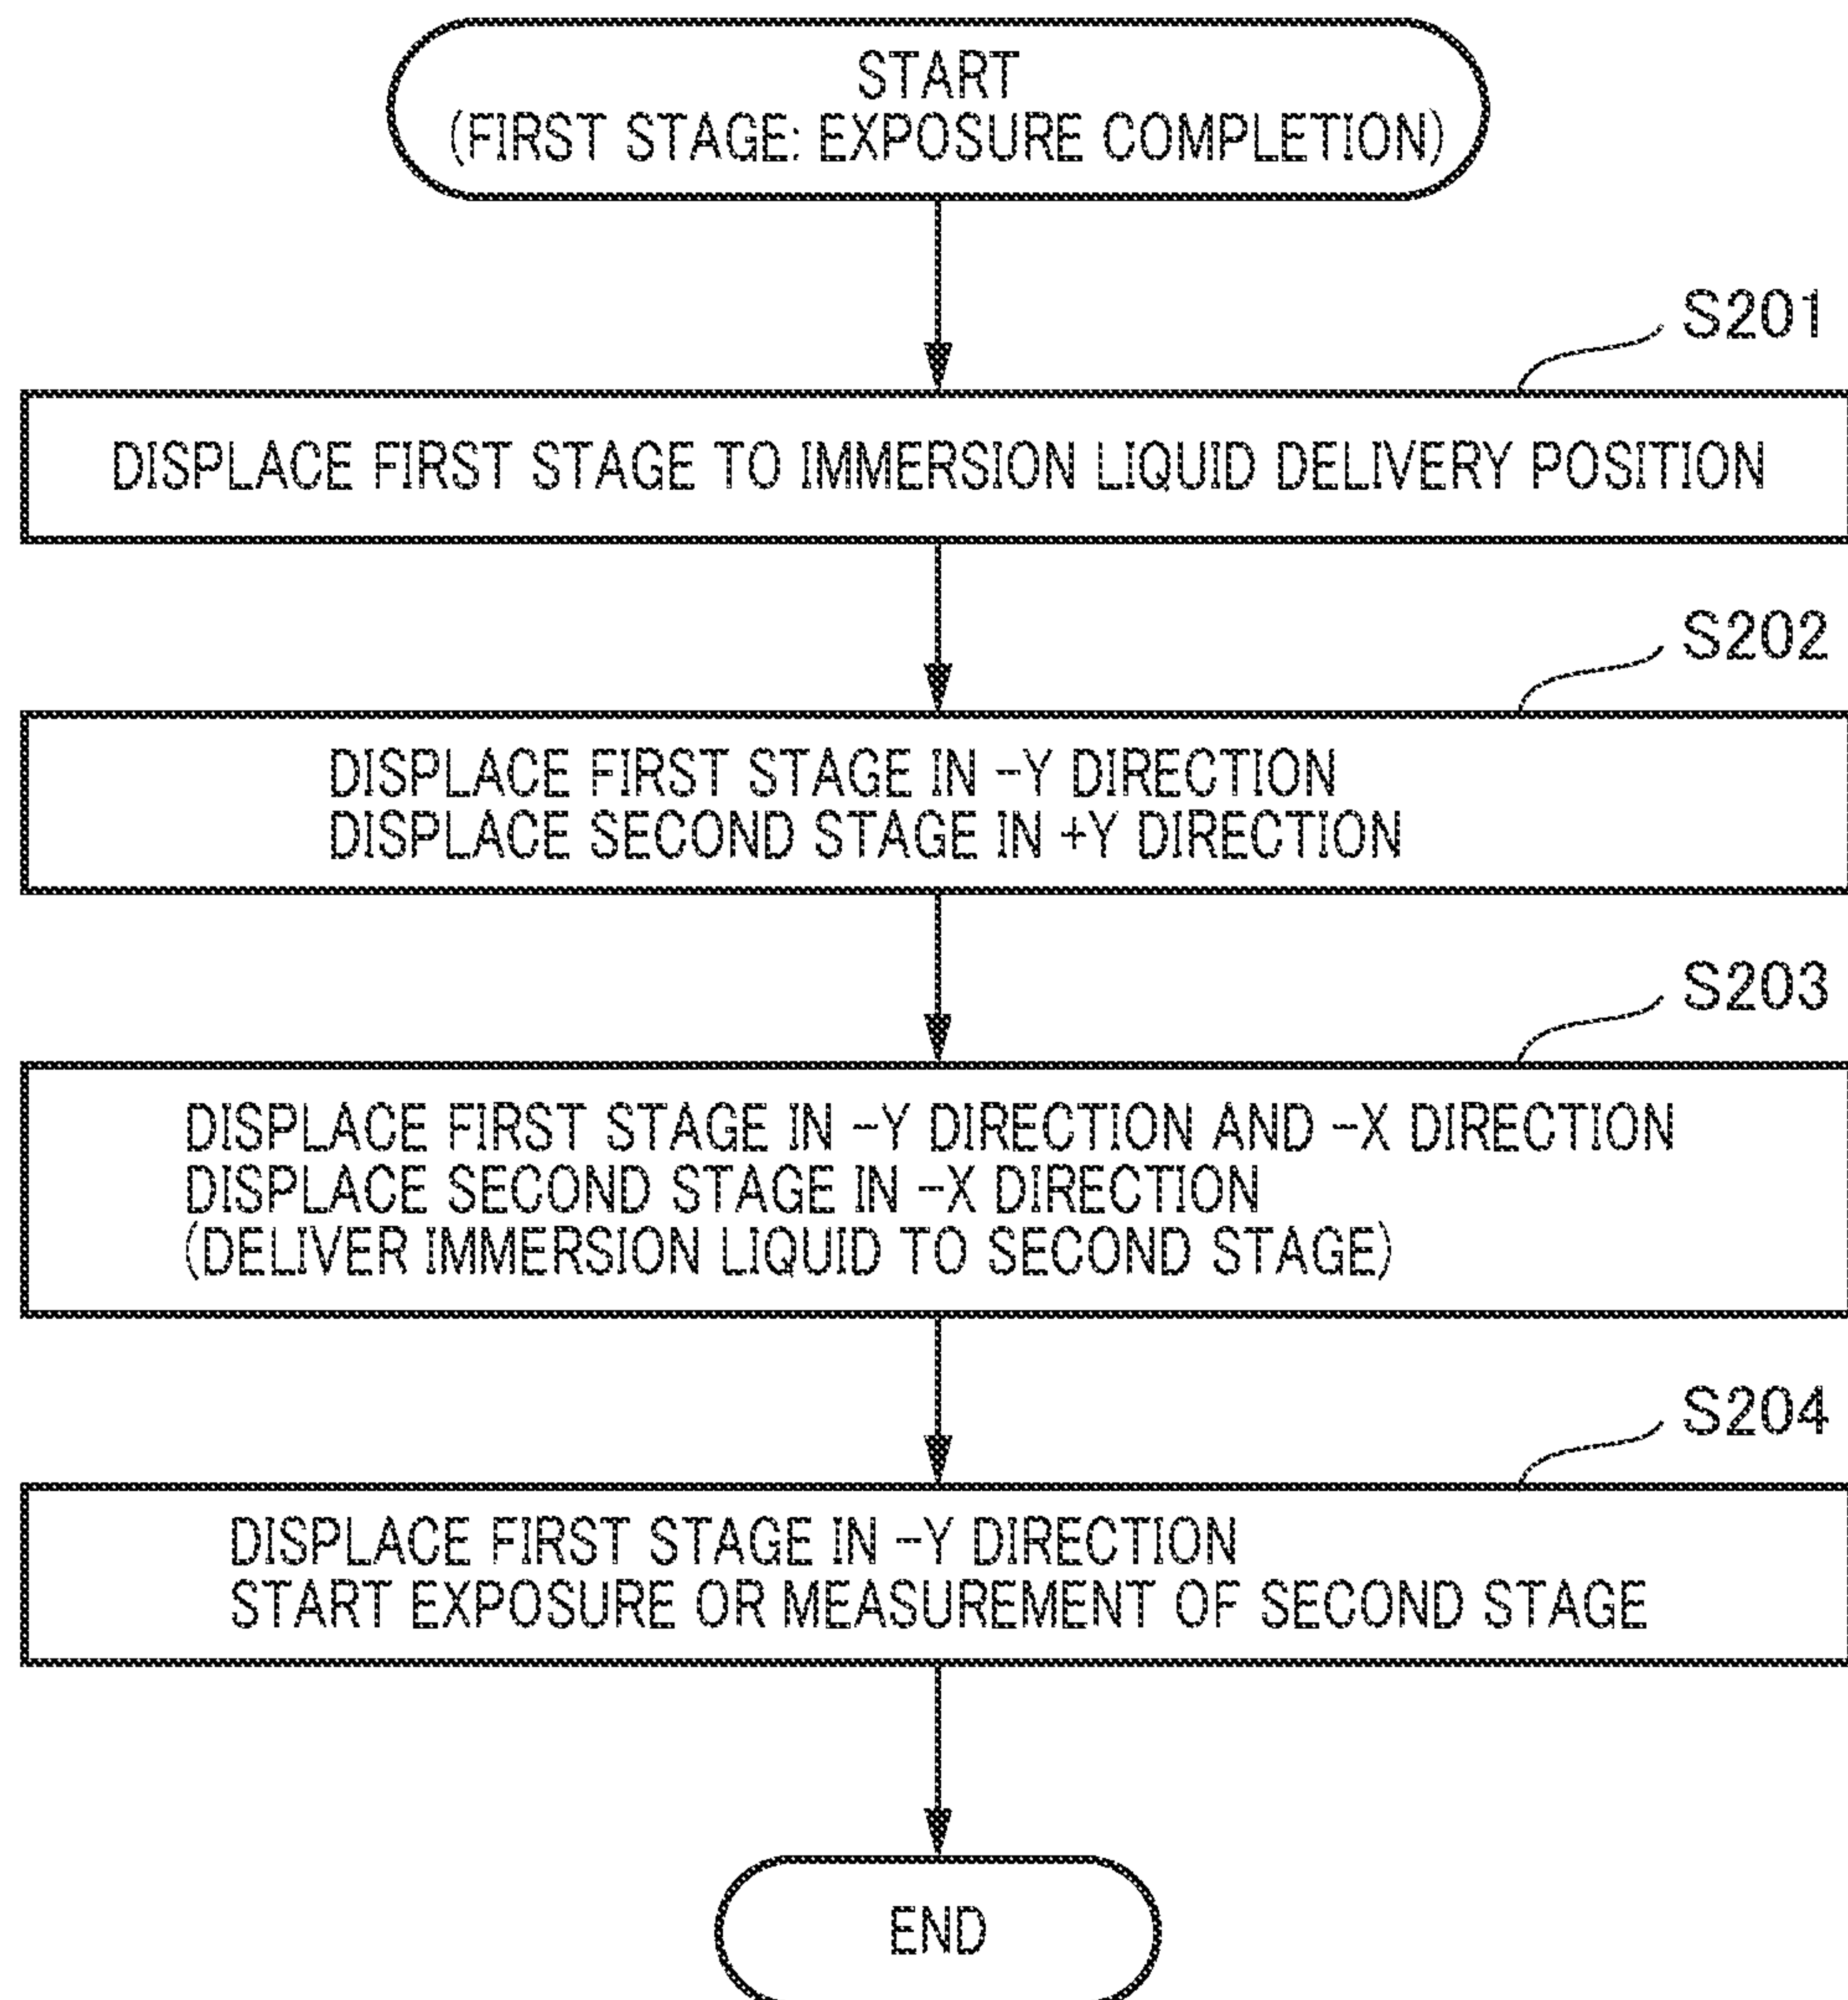 START
(FIRST STAGE: EXPOSURE COMPLETION)
S201
DISPLACE FIRST STAGE TO IMMERSION LIQUID DELIVERY POSITION
S202
DISPLACE FIRST STAGE IN -Y DIRECTION
DISPLACE SECOND STAGE IN +Y DIRECTION
S203
DISPLACE FIRST STAGE IN -Y DIRECTION AND -X DIRECTION
DISPLACE SECOND STAGE IN -X DIRECTION
(DELIVER IMMERSION LIQUID TO SECOND STAGE)
S204
DISPLACE FIRST STAGE IN -Y DIRECTION
START EXPOSURE OR MEASUREMENT OF SECOND STAGE
END